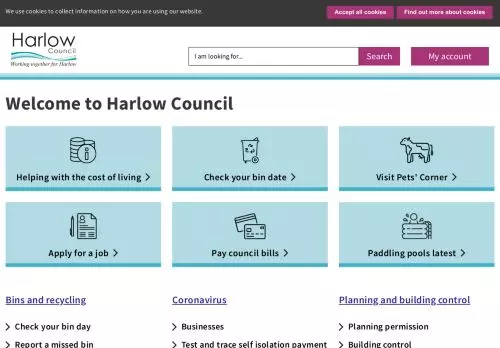 We use cookies to collect information on how you are using our website.
Accept all cookies
Find out more about cookies
Harlow
Council
Working together for Harlow
I am looking for...
Search
My account
Welcome to Harlow Council
Helping with the cost of living
Check your bin date
Visit Pets' Corner
Apply for a job
Pay council bills
Paddling pools latest
Bins and recycling
Coronavirus
Planning and building control
Check your bin day
Businesses
Planning permission
Report a missed bin
Test and trace self isolation payment
Building control